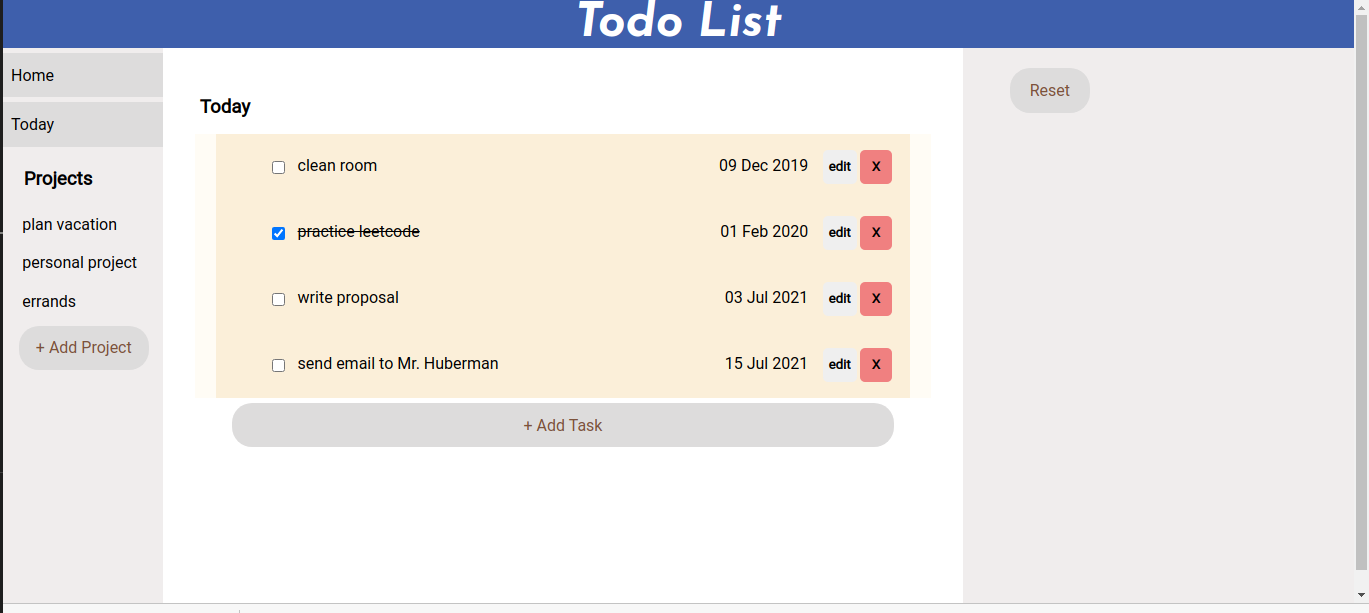 Todo List
Home
Today
Projects
plan vacation
personal project
errands
+ Add Project
Today
clean room 09 Dec 2019 edit X
practice leetcode 01 Feb 2020 edit X
write proposal 03 Jul 2021 edit X
send email to Mr. Huberman 15 Jul 2021 edit X
+ Add Task
Reset